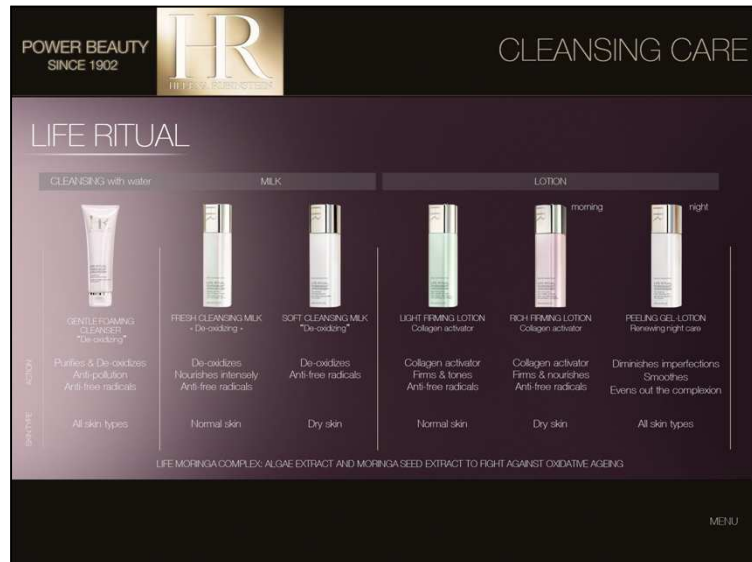 POWER BEAUTY
SINCE 1902
HR
HELENA RUBINSTEIN
CLEANSING CARE
LIFE RITUAL
CLEANSING with water
MILK
LOTION
morning
night
GENTLE FOAMING
CLEANSER
"De-oxidizing"
FRESH CLEANSING MILK
« De-oxidizing »
SOFT CLEANSING MILK
"De-oxidizing"
LIGHT FIRMING LOTION
Collagen activator
RICH FIRMING LOTION
Collagen activator
PEELING GEL-LOTION
Renewing night care
ACTION
Purifies & De-oxidizes
Anti-pollution
Anti-free radicals
De-oxidizes
Nourishes intensely
Anti-free radicals
De-oxidizes
Anti-free radicals
Collagen activator
Firms & tones
Anti-free radicals
Collagen activator
Firms & nourishes
Anti-free radicals
Diminishes imperfections
Smoothes
Evens out the complexion
SKIN TYPE
All skin types
Normal skin
Dry skin
Normal skin
Dry skin
All skin types
LIFE MORINGA COMPLEX: ALGAE EXTRACT AND MORINGA SEED EXTRACT TO FIGHT AGAINST OXIDATIVE AGEING
MENU